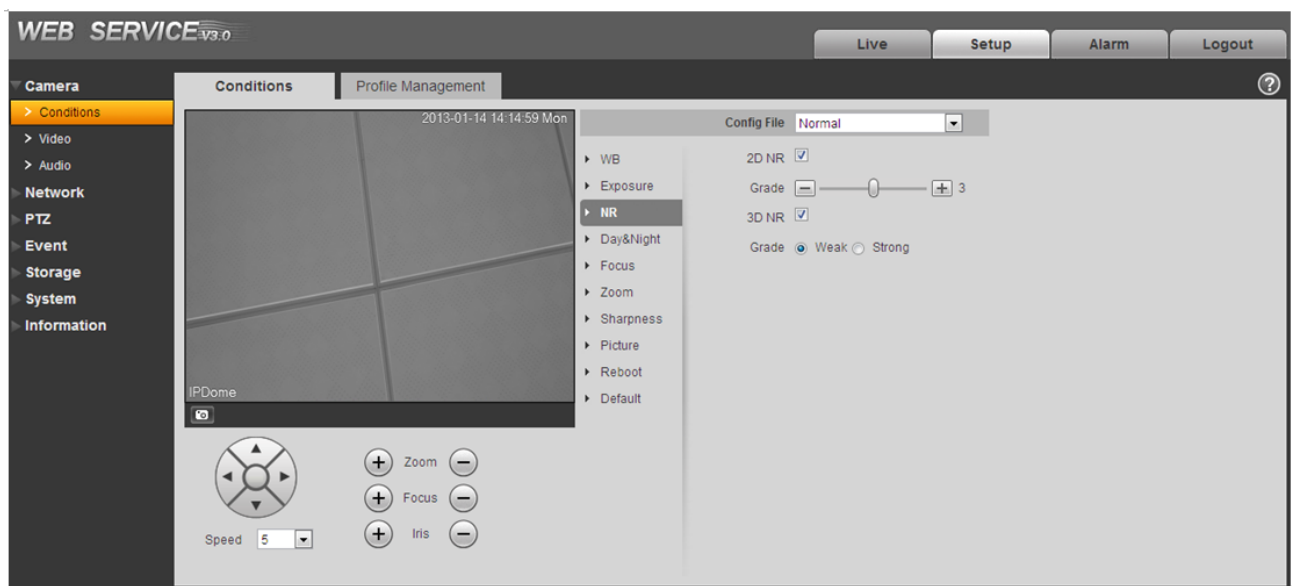 WEB SERVICE V3.0
Live
Setup
Alarm
Logout
Camera
> Conditions
> Video
> Audio
Network
PTZ
Event
Storage
System
Information
Conditions
Profile Management
?
2013-01-14 14:14:59 Mon
IPDome
Speed 5
Zoom
Focus
Iris
WB
Exposure
NR
Day&Night
Focus
Zoom
Sharpness
Picture
Reboot
Default
Config File Normal
2D NR
Grade 3
3D NR
Grade Weak Strong